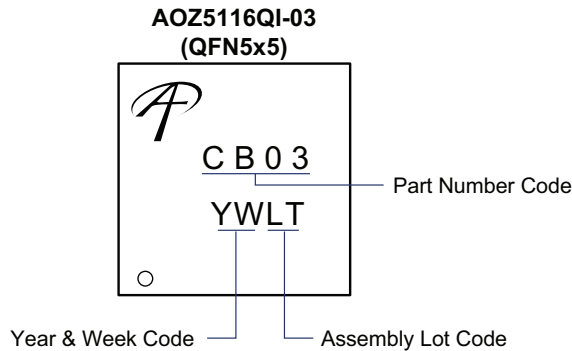 AOZ5116QI-03
(QFN5x5)
CB03
Part Number Code
YWLT
Year & Week Code
Assembly Lot Code